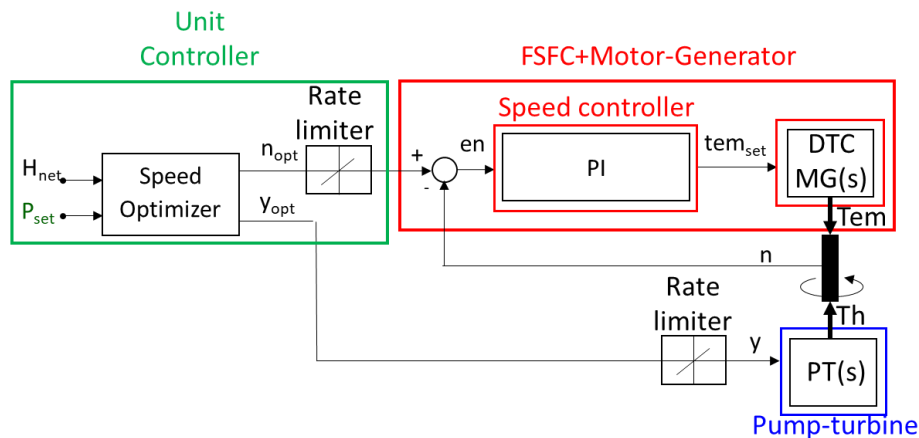 Unit
Controller
FSFC+Motor-Generator
Rate
limiter
Speed controller
n_opt
+
en
tem_set
DTC
MG(s)
H_net
Speed
Optimizer
PI
-
P_set
y_opt
Tem
n
Rate
limiter
Th
y
PT(s)
Pump-turbine